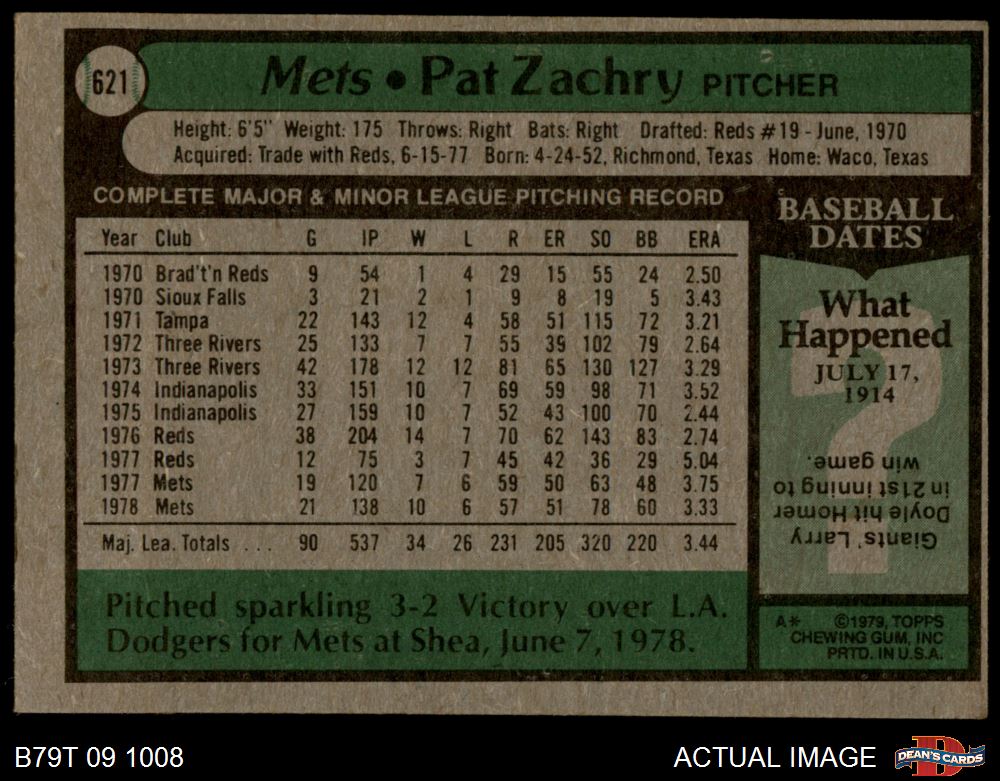 621
Mets • Pat Zachry PITCHER
Height: 6'5" Weight: 175 Throws: Right Bats: Right Drafted: Reds #19 - June, 1970
Acquired: Trade with Reds, 6-15-77 Born: 4-24-52, Richmond, Texas Home: Waco, Texas
COMPLETE MAJOR & MINOR LEAGUE PITCHING RECORD
Year Club G IP W L R ER SO BB ERA
1970 Brad't'n Reds 9 54 1 4 29 15 55 24 2.50
1970 Sioux Falls 3 21 2 1 9 8 19 5 3.43
1971 Tampa 22 143 12 4 58 51 115 72 3.21
1972 Three Rivers 25 133 7 7 55 39 102 79 2.64
1973 Three Rivers 42 178 12 12 81 65 130 127 3.29
1974 Indianapolis 33 151 10 7 69 59 98 71 3.52
1975 Indianapolis 27 159 10 7 52 43 100 70 2.44
1976 Reds 38 204 14 7 70 62 143 83 2.74
1977 Reds 12 75 3 7 45 42 36 29 5.04
1977 Mets 19 120 7 6 59 50 63 48 3.75
1978 Mets 21 138 10 6 57 51 78 60 3.33
Maj. Lea. Totals ... 90 537 34 26 231 205 320 220 3.44
Pitched sparkling 3-2 Victory over L.A.
Dodgers for Mets at Shea, June 7, 1978.
BASEBALL
DATES
What
Happened
JULY 17,
1914
?
Giants' Larry
Doyle hit Homer
in 21st inning to
win game.
A* ©1979, TOPPS
CHEWING GUM, INC
PRTD. IN U.S.A.
B79T 09 1008
ACTUAL IMAGE
D
DEAN'S CARDS